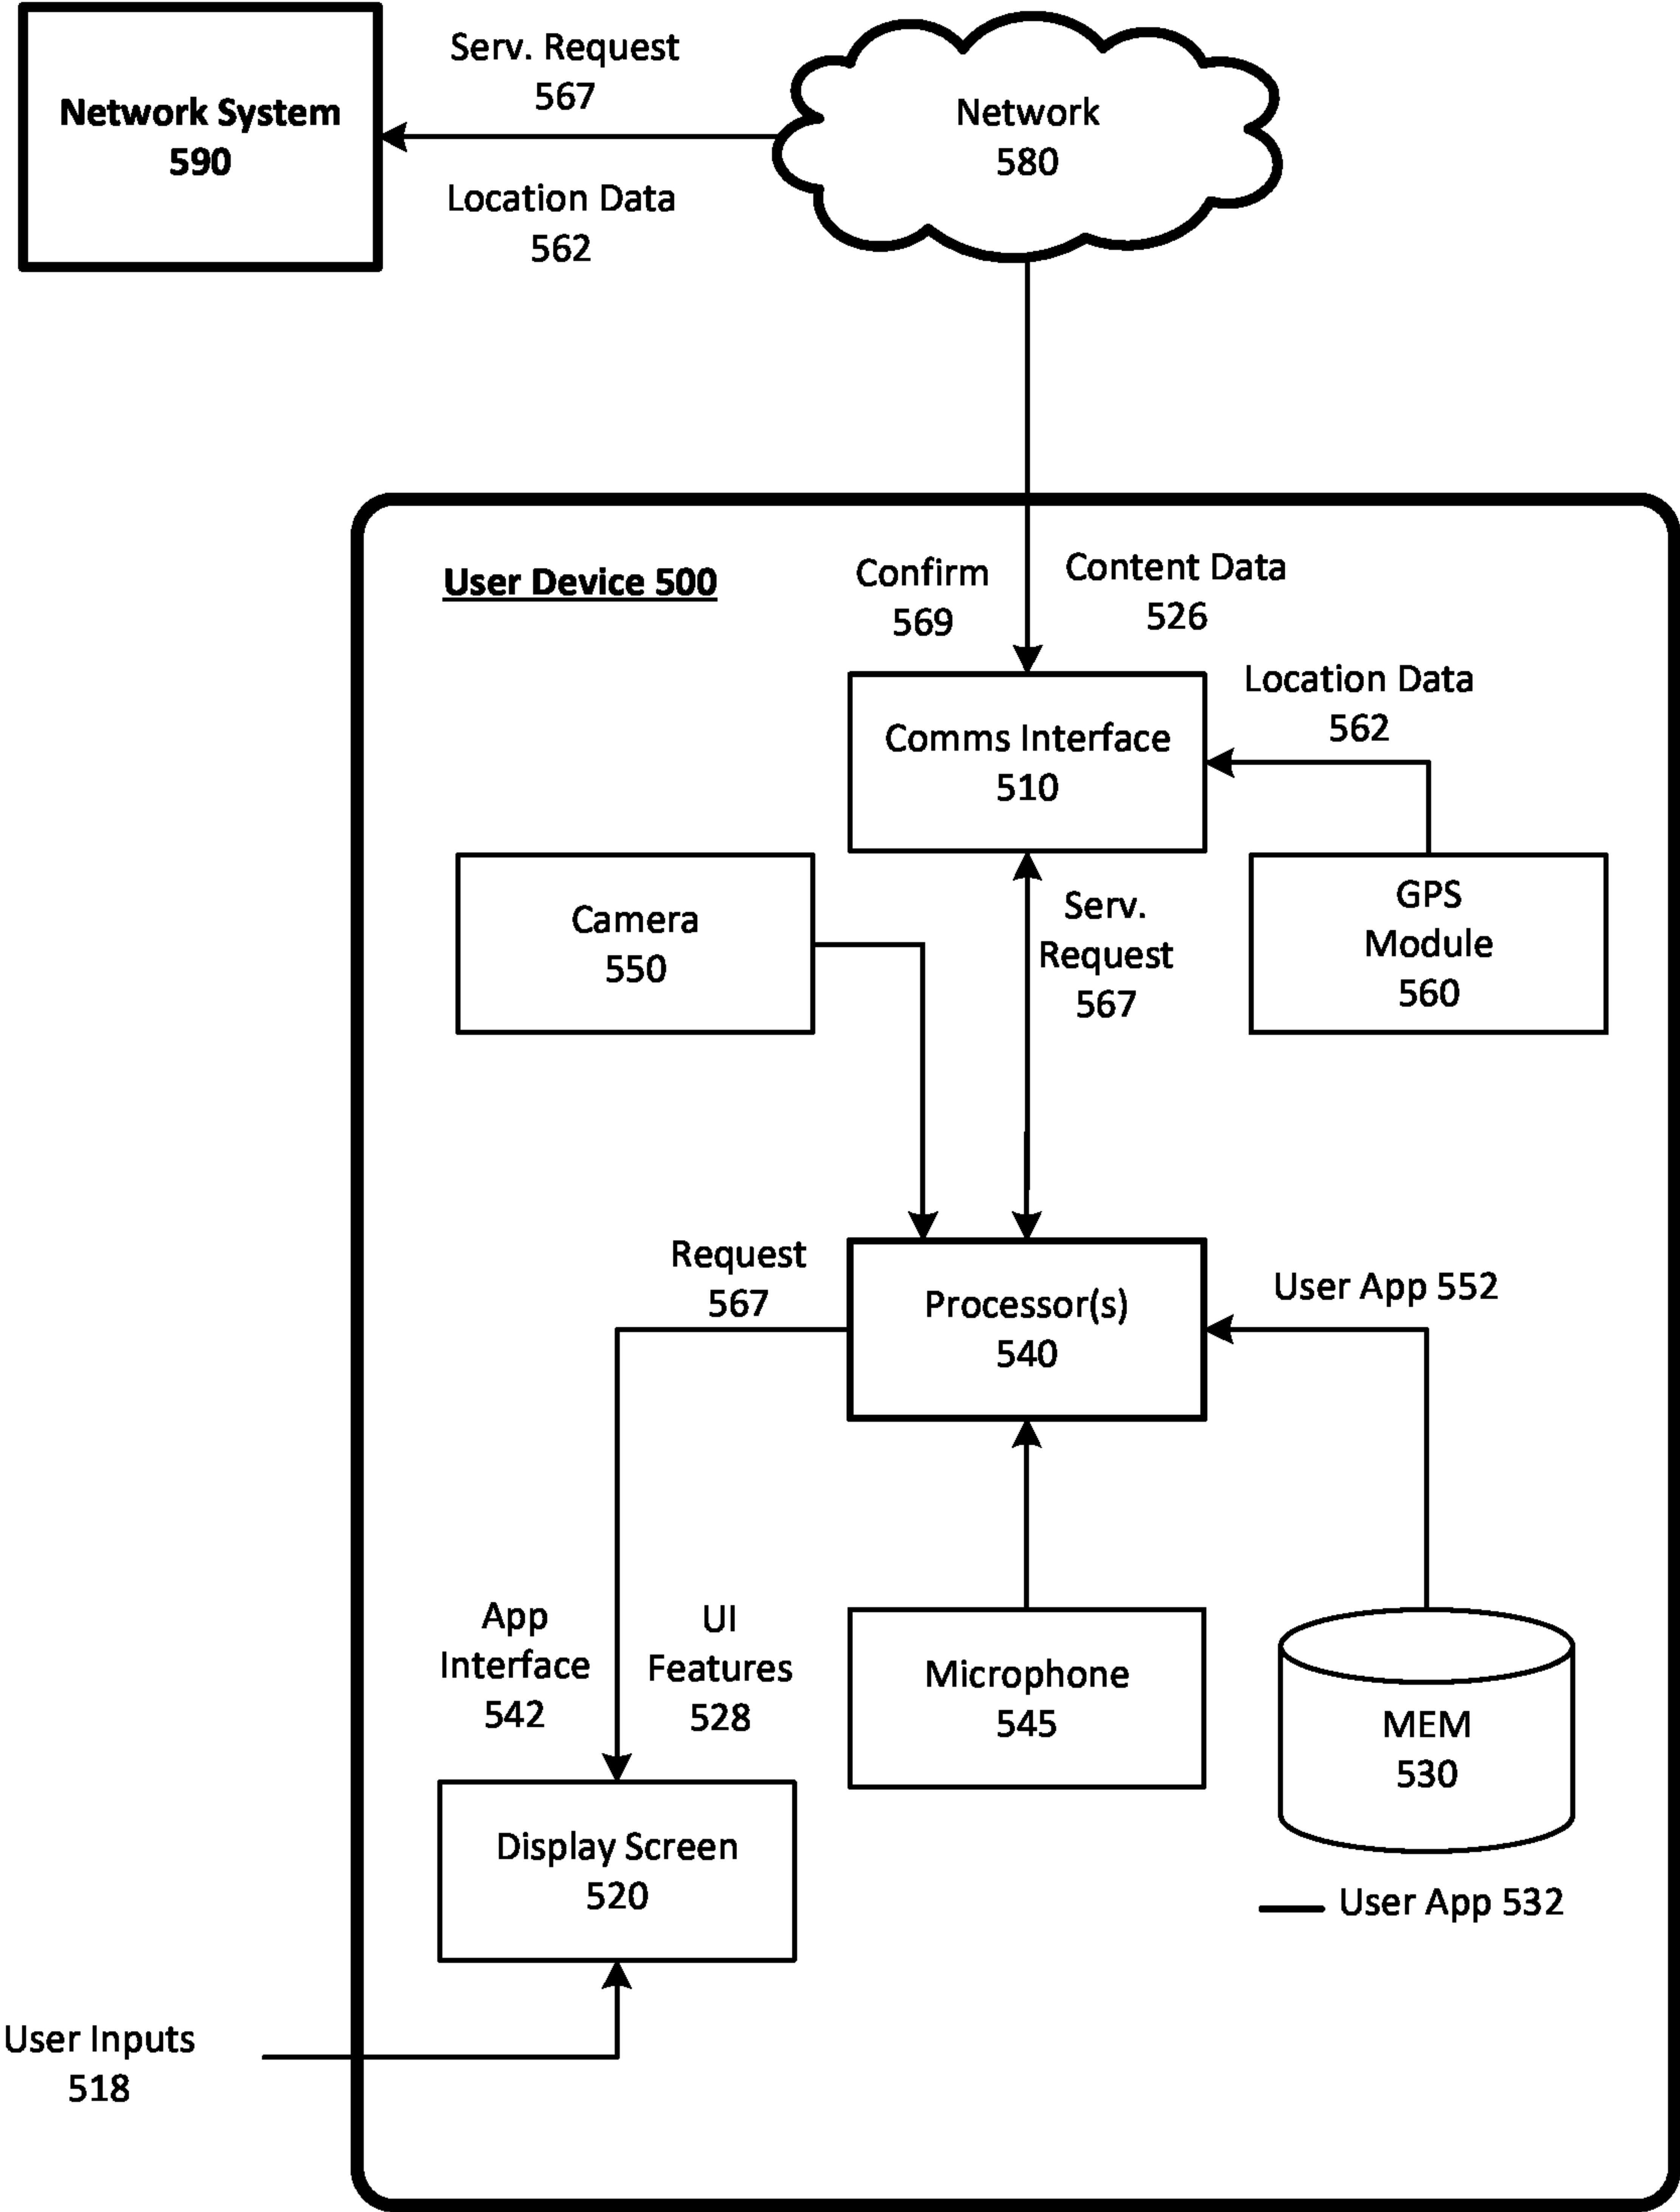 Network System
590
Serv. Request
567
Location Data
562
Network
580
User Device 500
Confirm
569
Content Data
526
Comms Interface
510
Location Data
562
Camera
550
Serv.
Request
567
GPS
Module
560
Request
567
Processor(s)
540
User App 552
App
Interface
542
UI
Features
528
Microphone
545
MEM
530
Display Screen
520
User App 532
User Inputs
518